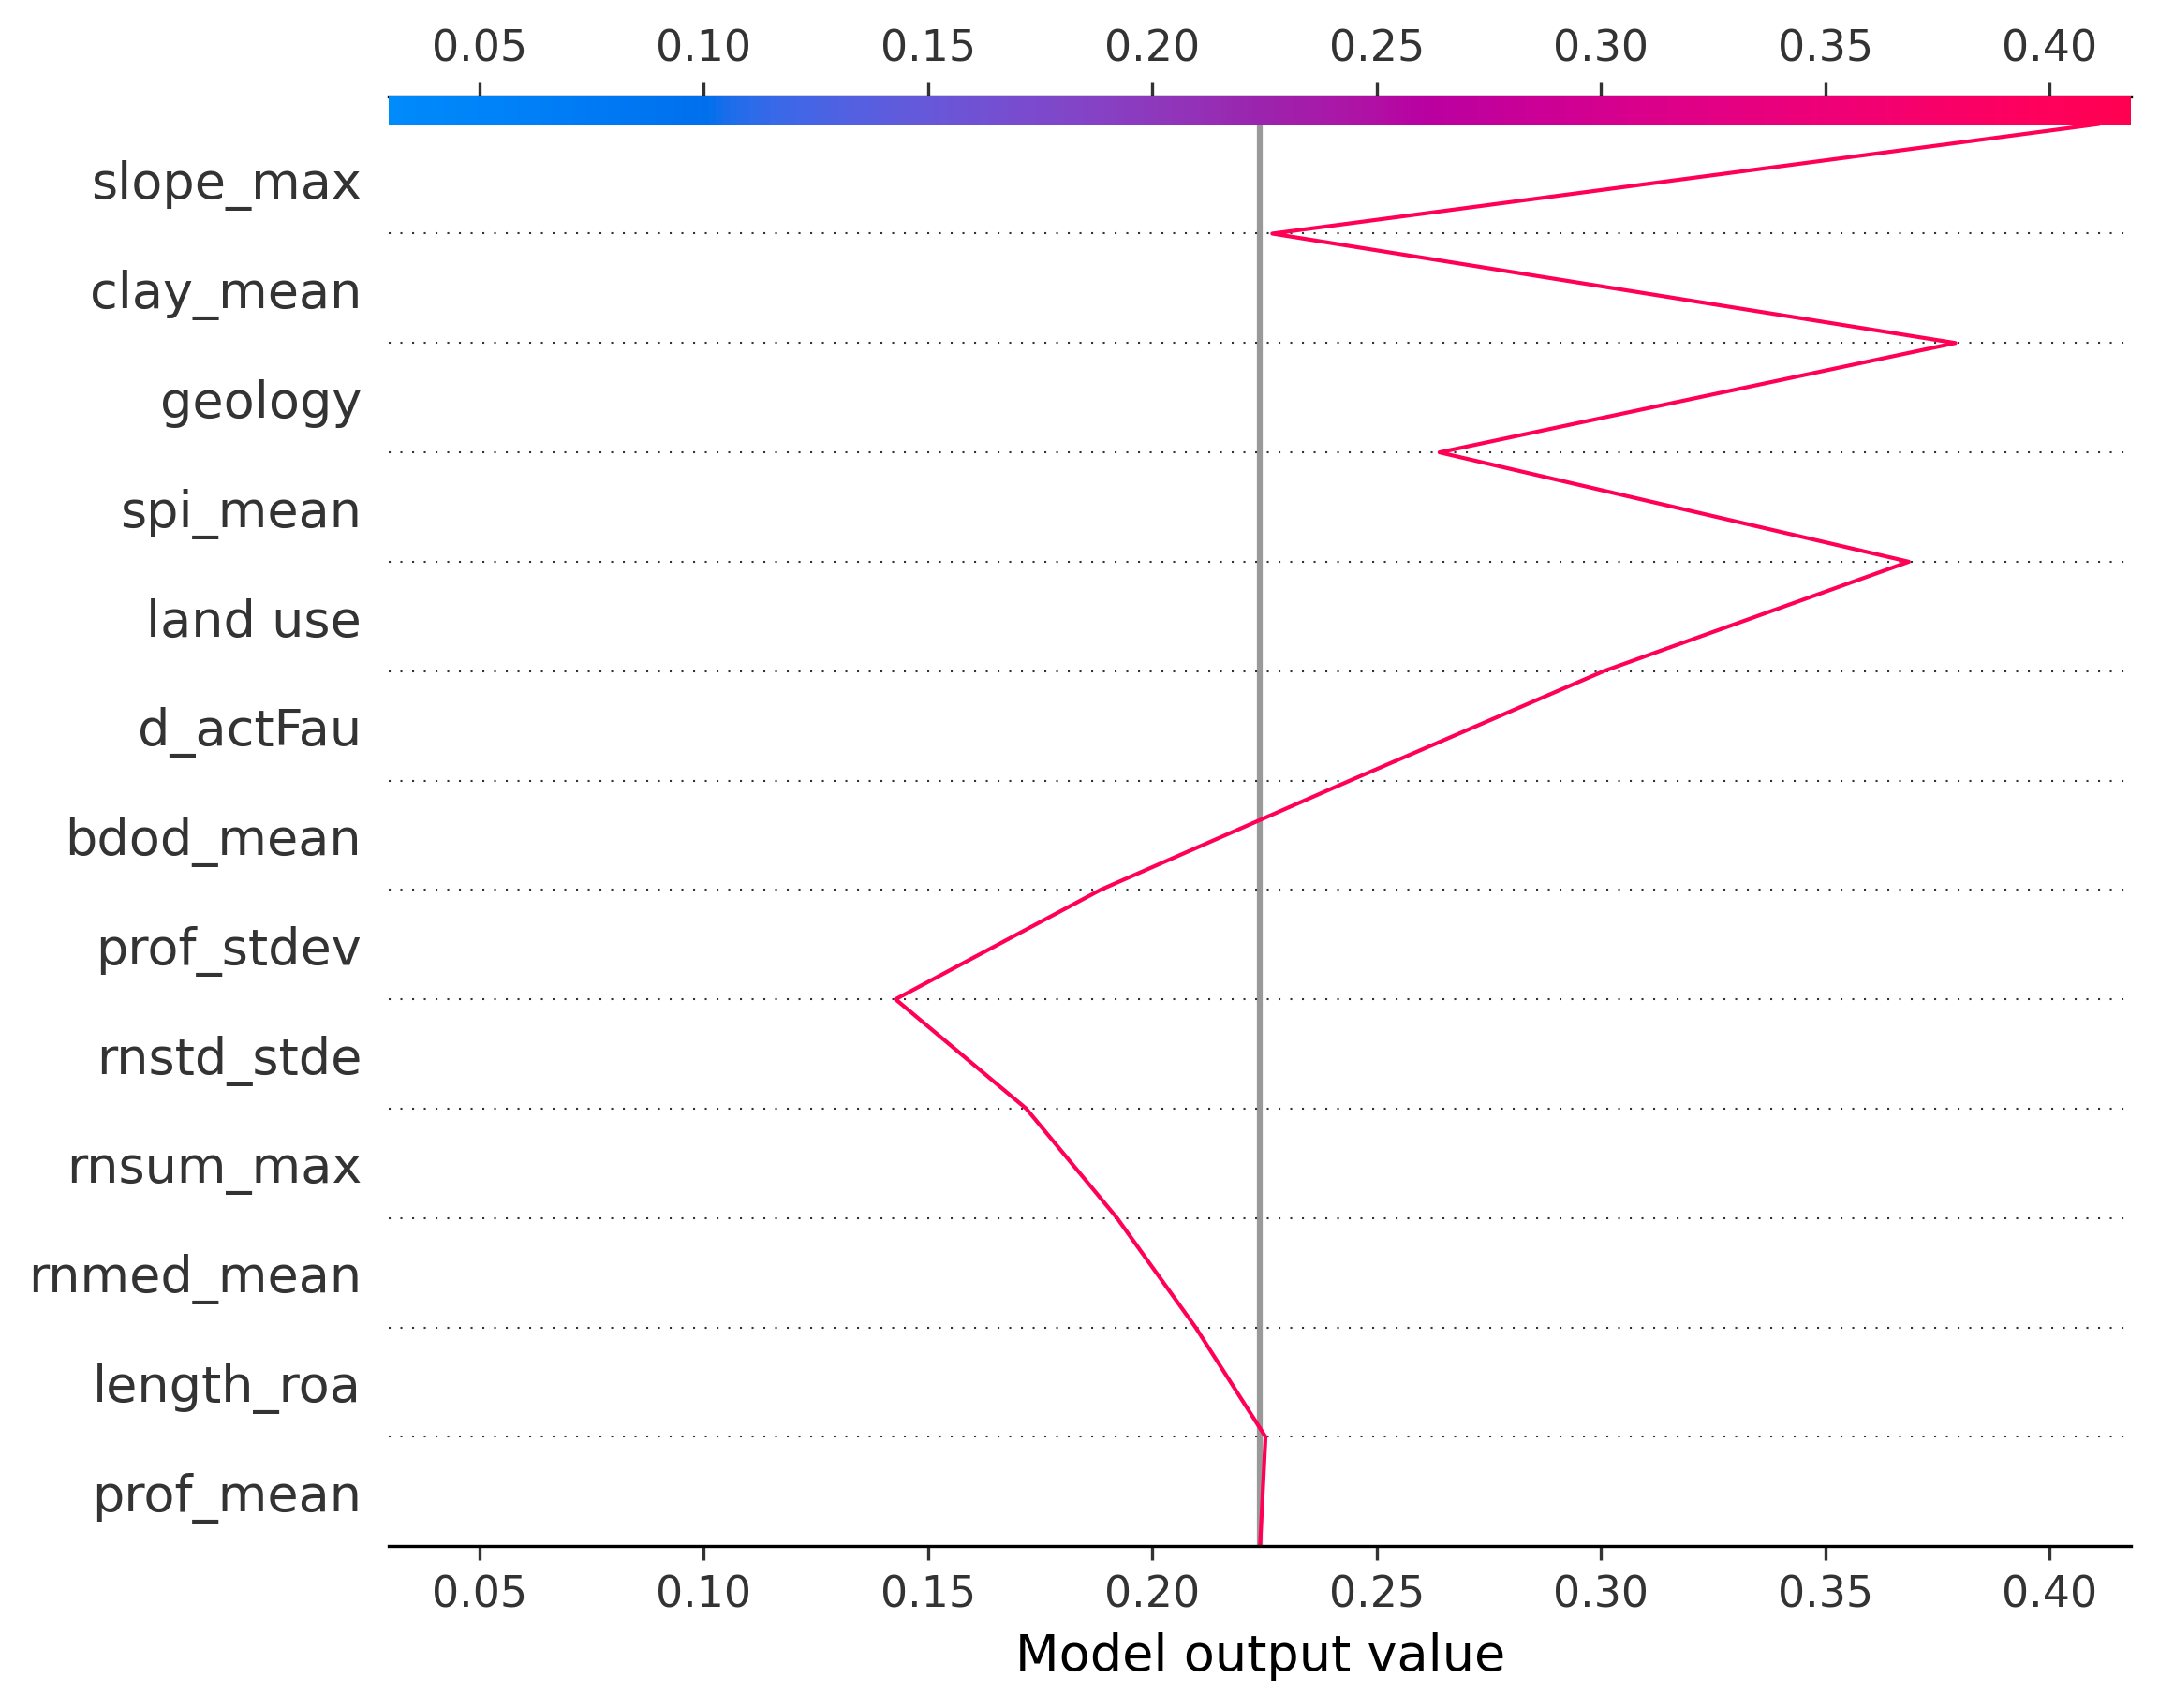 0.05 0.10 0.15 0.20 0.25 0.30 0.35 0.40
slope_max
clay_mean
geology
spi_mean
land use
d_actFau
bdod_mean
prof_stdev
rnstd_stde
rnsum_max
rnmed_mean
length_roa
prof_mean
0.05 0.10 0.15 0.20 0.25 0.30 0.35 0.40
Model output value